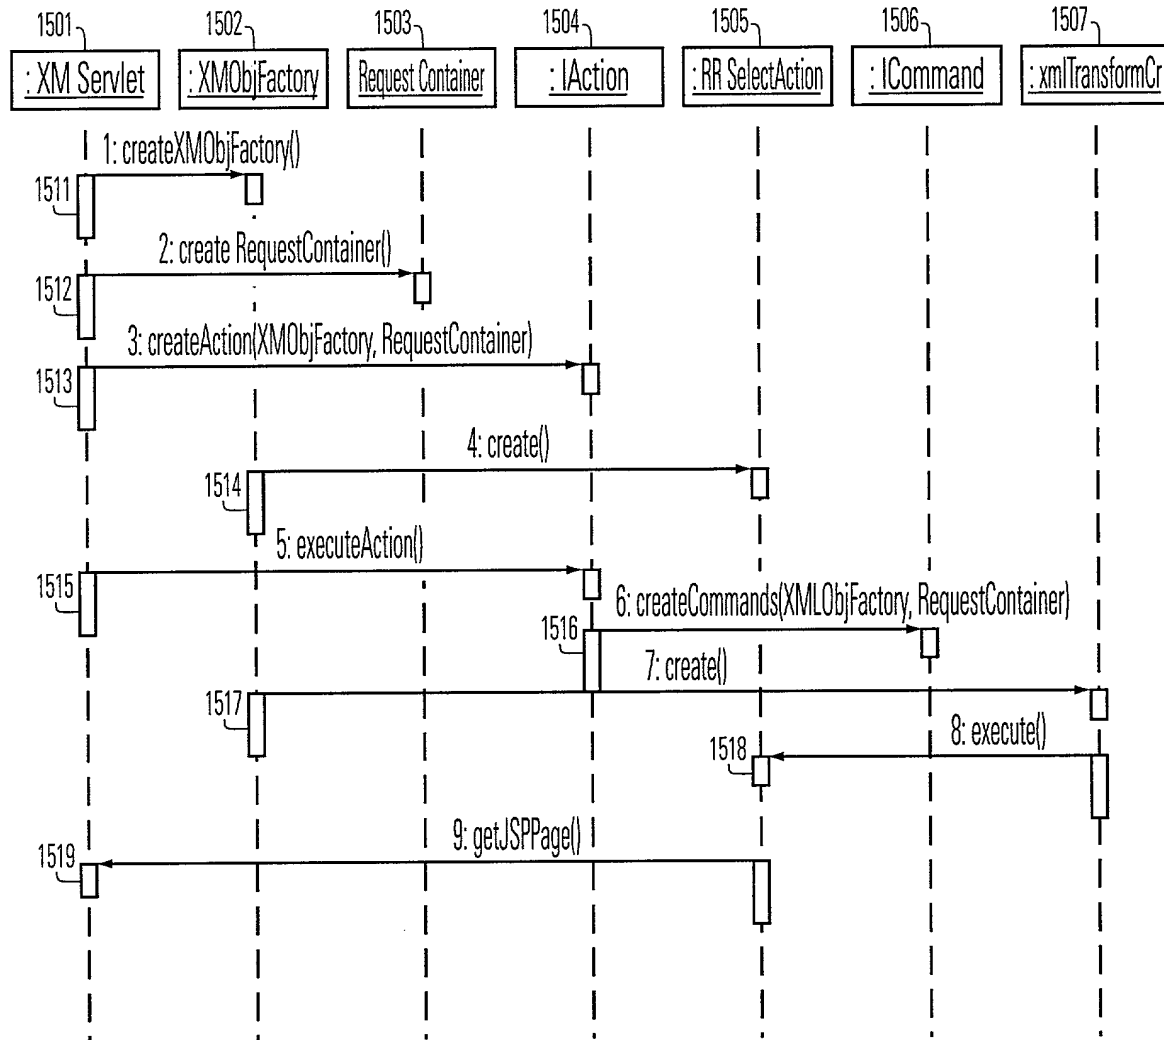 1501 1502 1503 1504 1505 1506 1507
: XM Servlet : XMObjFactory Request Container : IAction : RR SelectAction : ICommand : xmlTransformCr
1: createXMObjFactory()
1511
2: create RequestContainer()
1512
3: createAction(XMObjFactory, RequestContainer)
1513
4: create()
1514
5: executeAction()
1515
6: createCommands(XMLObjFactory, RequestContainer)
1516
7: create()
1517
8: execute()
1518
9: getJSPPage()
1519